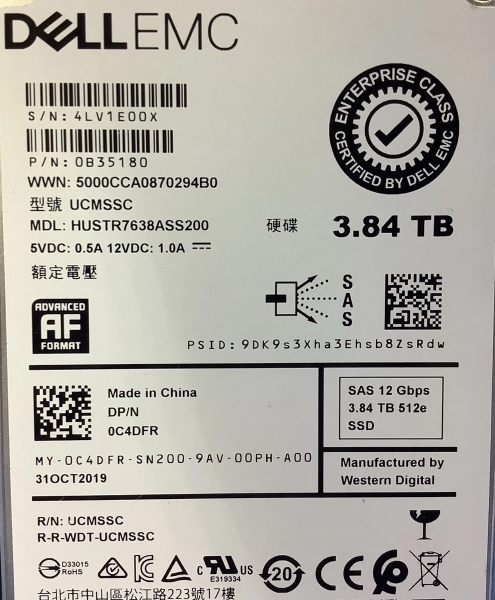 DELLEMC
S/N: 4LV1E00X
P/N: 0B35180
WWN: 5000CCA0870294B0
型號 UCMSSC
MDL: HUSTR7638ASS200
5VDC: 0.5A 12VDC: 1.0A
額定電壓
ENTERPRISE CLASS
CERTIFIED BY DELL EMC
硬碟 3.84 TB
SAS
ADVANCED
AF
FORMAT
PSID: 9DK9s3Xha3Ehsb8ZsRdw
Made in China
DP/N
0C4DFR
SAS 12 Gbps
3.84 TB 512e
SSD
MY-0C4DFR-SN200-9AV-00PH-A00
31OCT2019
Manufactured by
Western Digital
R/N: UCMSSC
R-R-WDT-UCMSSC
D33015
RoHS
c RU us
E319334
20
CE
台北市中山區松江路223號17樓